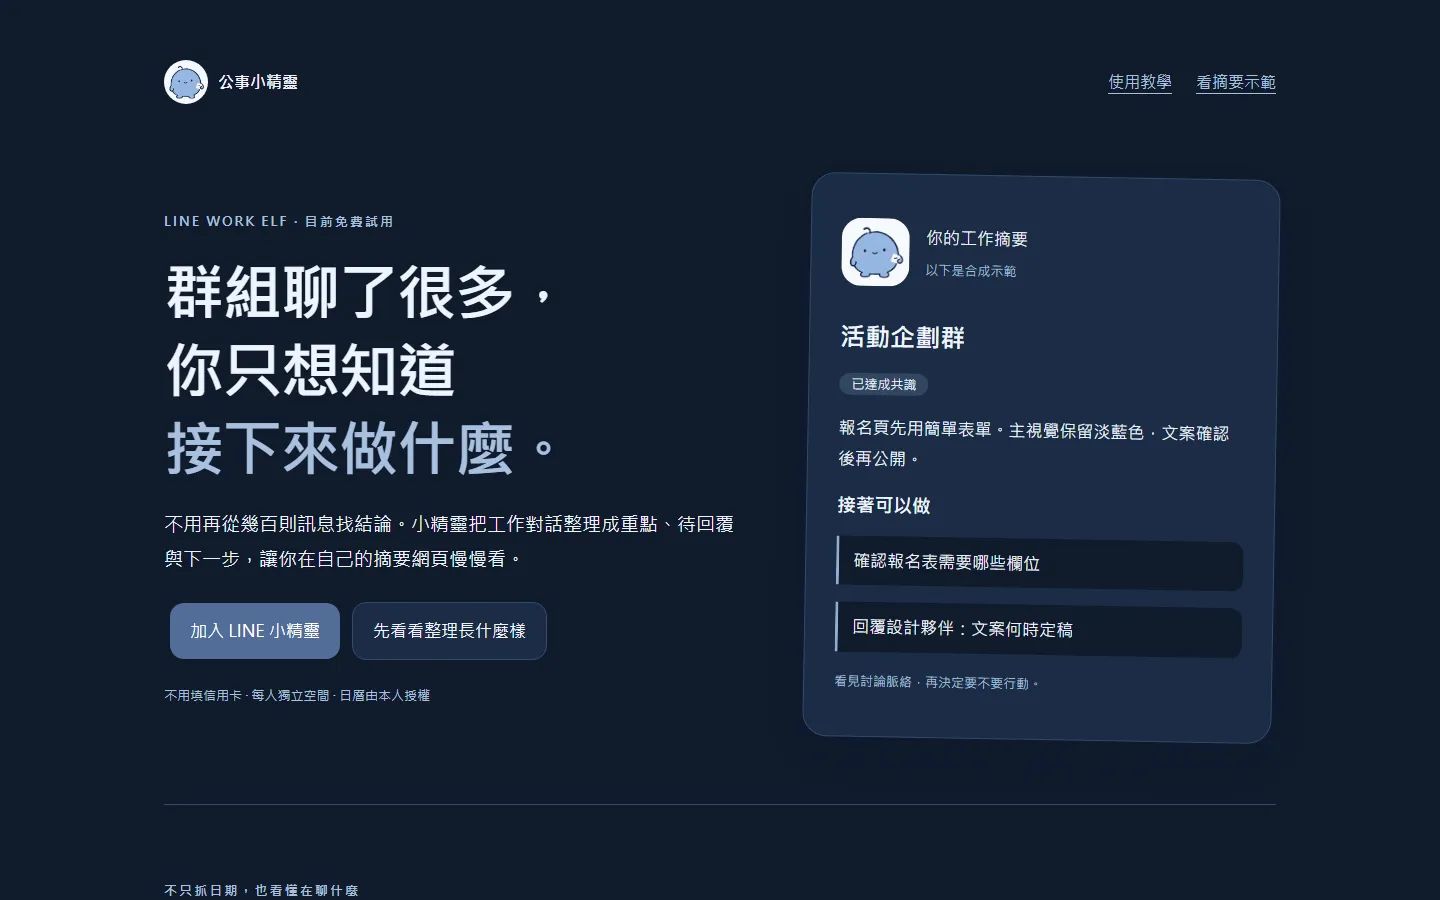 公事小精靈
使用教學
看摘要示範
LINE WORK ELF · 目前免費試用
群組聊了很多，
你只想知道
接下來做什麼。
不用再從幾百則訊息找結論。小精靈把工作對話整理成重點、待回覆
與下一步，讓你在自己的摘要網頁慢慢看。
加入 LINE 小精靈
先看看整理長什麼樣
不用填信用卡 · 每人獨立空間 · 日曆由本人授權
你的工作摘要
以下是合成示範
活動企劃群
已達成共識
報名頁先用簡單表單。主視覺保留淡藍色，文案確認
後再公開。
接著可以做
確認報名表需要哪些欄位
回覆設計夥伴：文案何時定稿
看見討論脈絡，再決定要不要行動。
不只抓日期，也看懂在聊什麼